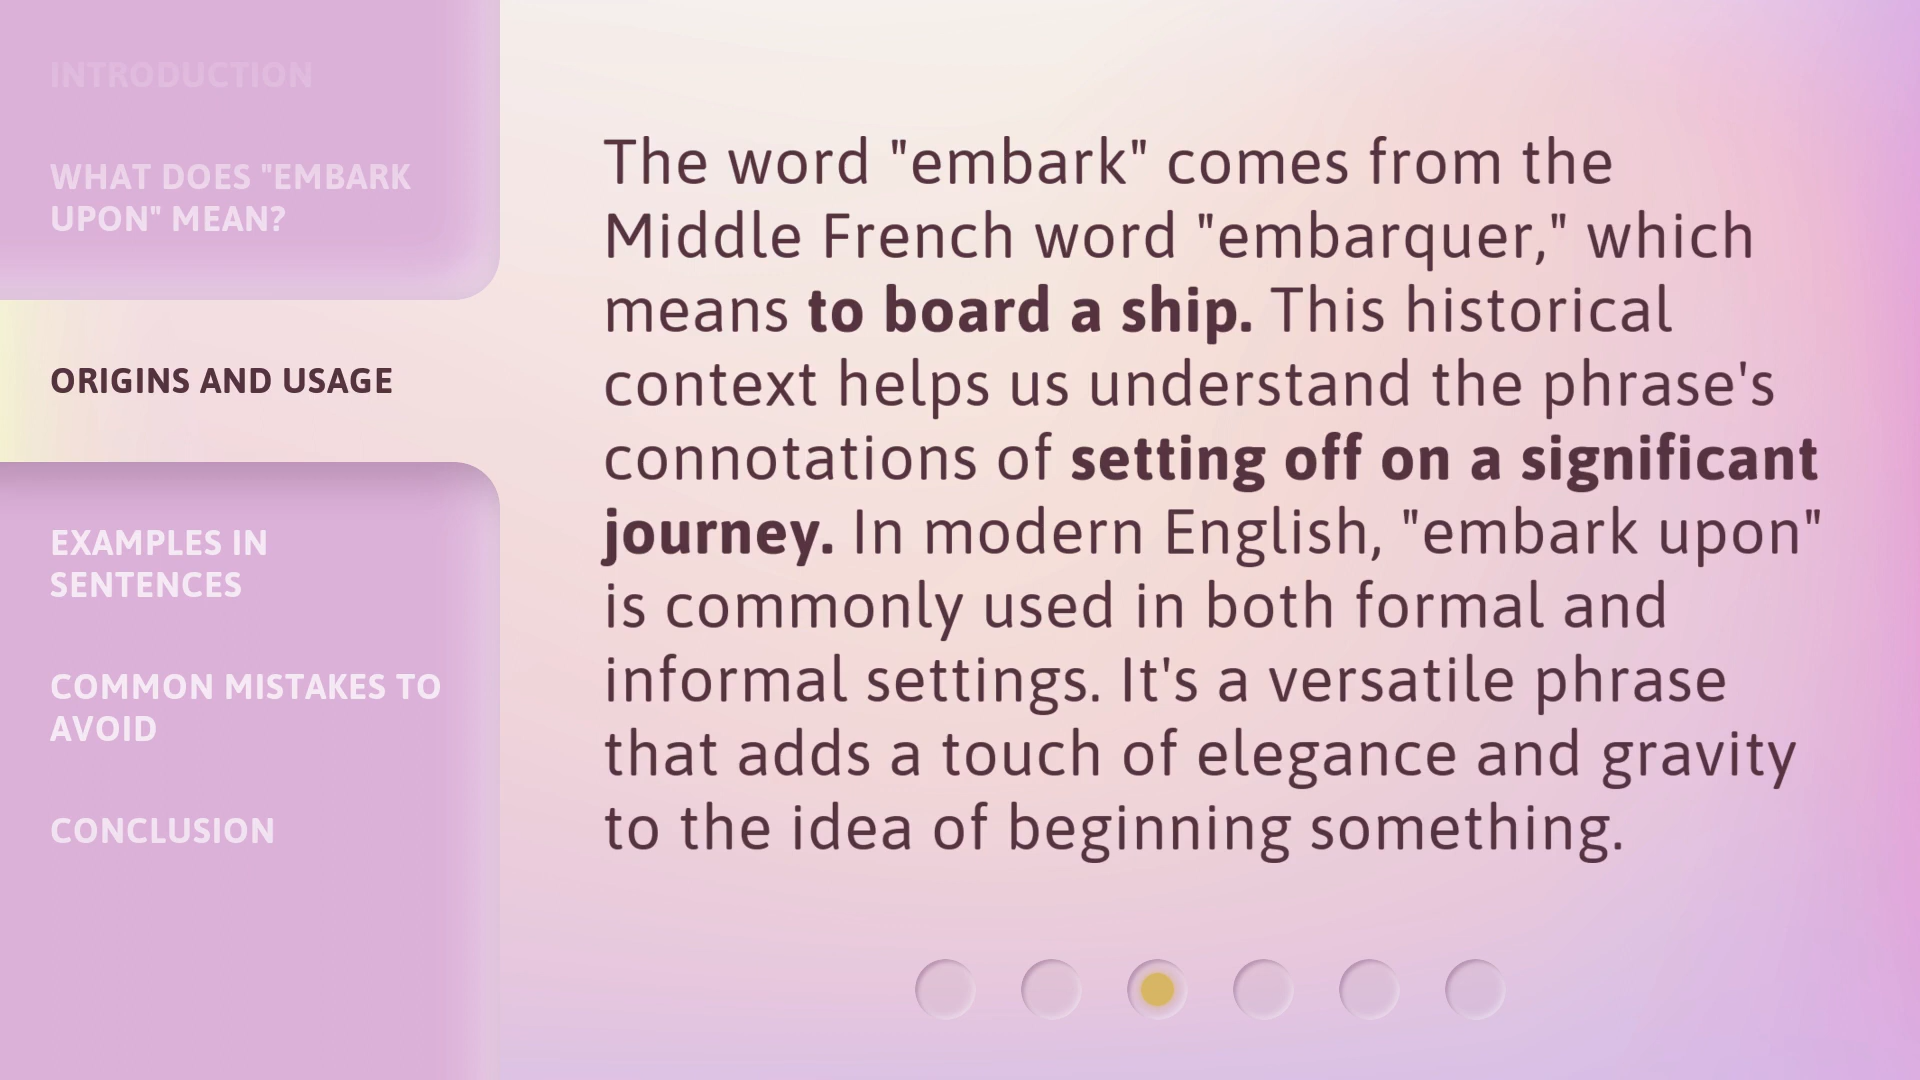 INTRODUCTION
WHAT DOES "EMBARK
UPON" MEAN?
ORIGINS AND USAGE
EXAMPLES IN
SENTENCES
COMMON MISTAKES TO
AVOID
CONCLUSION
The word "embark" comes from the
Middle French word "embarquer," which
means to board a ship. This historical
context helps us understand the phrase's
connotations of setting off on a significant
journey. In modern English, "embark upon"
is commonly used in both formal and
informal settings. It's a versatile phrase
that adds a touch of elegance and gravity
to the idea of beginning something.